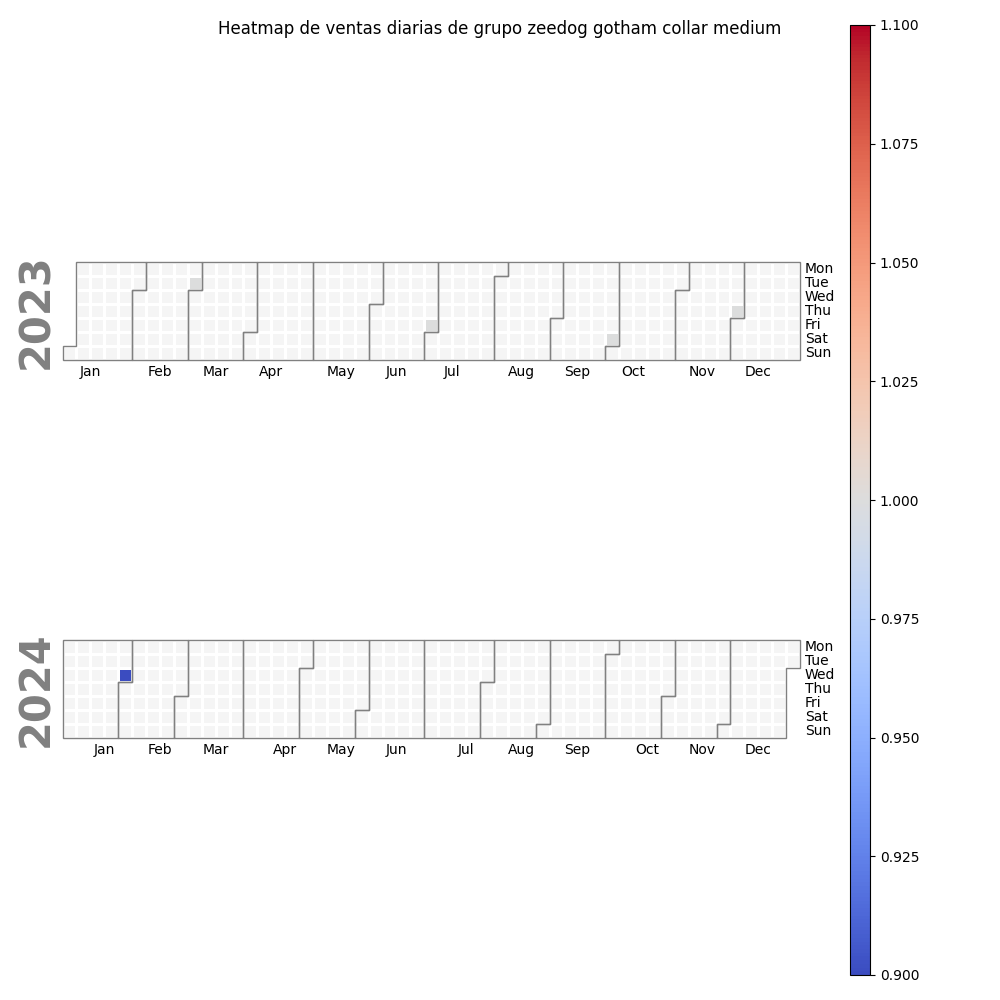 Heatmap de ventas diarias de grupo zeedog gotham collar medium
2023
Mon
Tue
Wed
Thu
Fri
Sat
Sun
Jan Feb Mar Apr May Jun Jul Aug Sep Oct Nov Dec
2024
Mon
Tue
Wed
Thu
Fri
Sat
Sun
Jan Feb Mar Apr May Jun Jul Aug Sep Oct Nov Dec
1.100
1.075
1.050
1.025
1.000
0.975
0.950
0.925
0.900